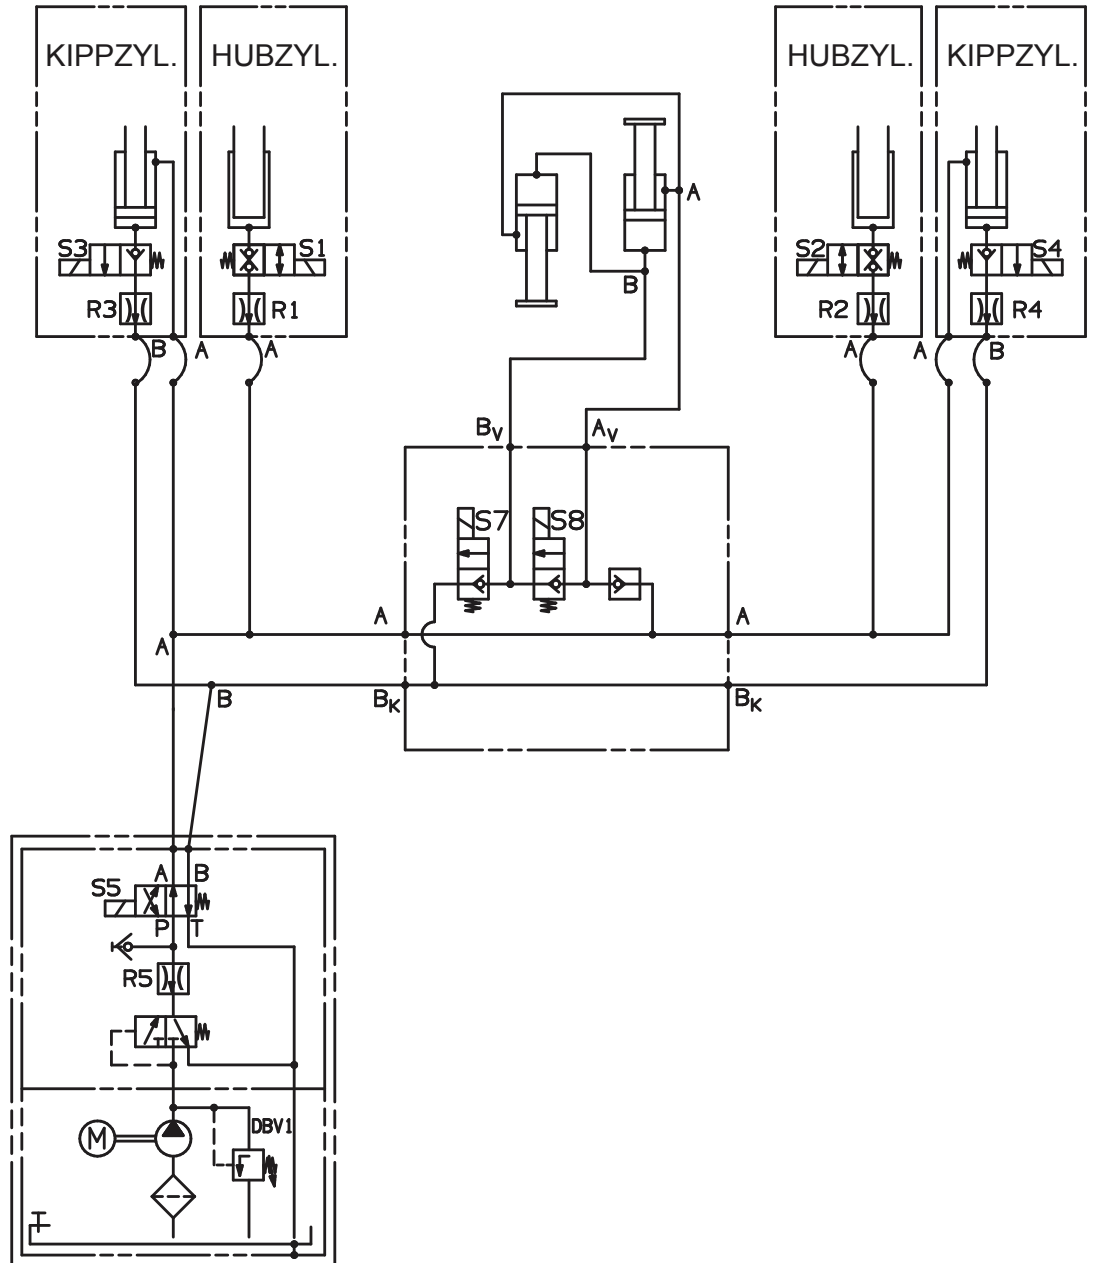 KIPPZYL. HUBZYL. HUBZYL. KIPPZYL.
A
S3 S1 S2 S4
B
R3 R1 R2 R4
B A A A A B
BV AV
S7 S8
A A
A
B BK BK
A B
S5
P T
R5
DBV1
M
T